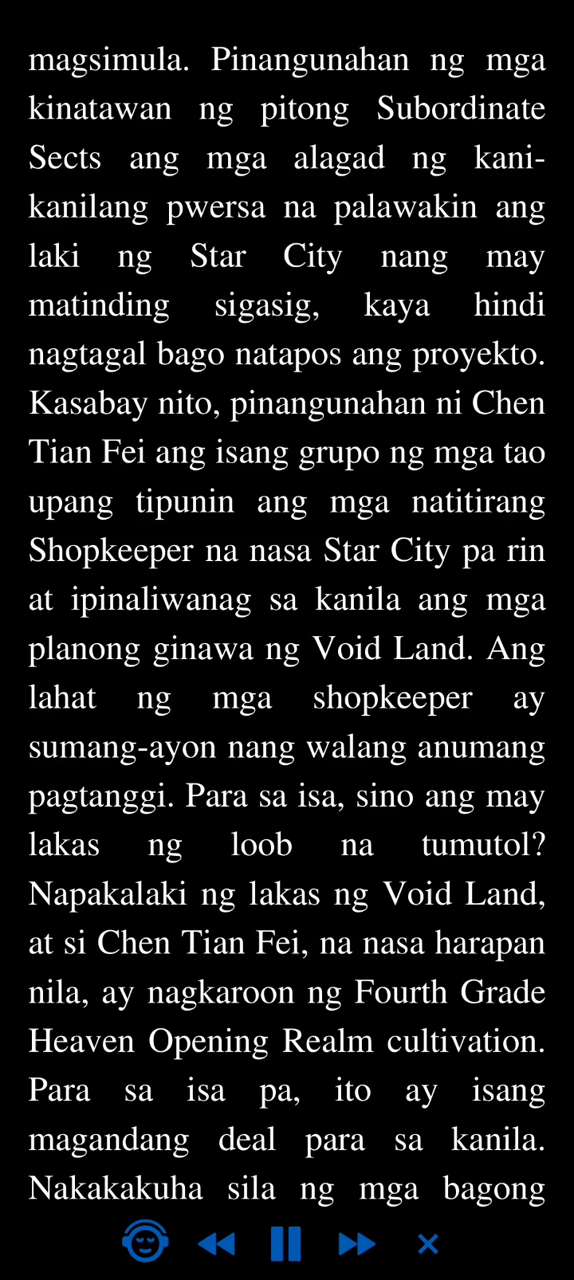 magsimula. Pinangunahan ng mga
kinatawan ng pitong Subordinate
Sects ang mga alagad ng kani-
kanilang pwersa na palawakin ang
laki ng Star City nang may
matinding sigasig, kaya hindi
nagtagal bago natapos ang proyekto.
Kasabay nito, pinangunahan ni Chen
Tian Fei ang isang grupo ng mga tao
upang tipunin ang mga natitirang
Shopkeeper na nasa Star City pa rin
at ipinaliwanag sa kanila ang mga
planong ginawa ng Void Land. Ang
lahat ng mga shopkeeper ay
sumang-ayon nang walang anumang
pagtanggi. Para sa isa, sino ang may
lakas ng loob na tumutol?
Napakalaki ng lakas ng Void Land,
at si Chen Tian Fei, na nasa harapan
nila, ay nagkaroon ng Fourth Grade
Heaven Opening Realm cultivation.
Para sa isa pa, ito ay isang
magandang deal para sa kanila.
Nakakakuha sila ng mga bagong